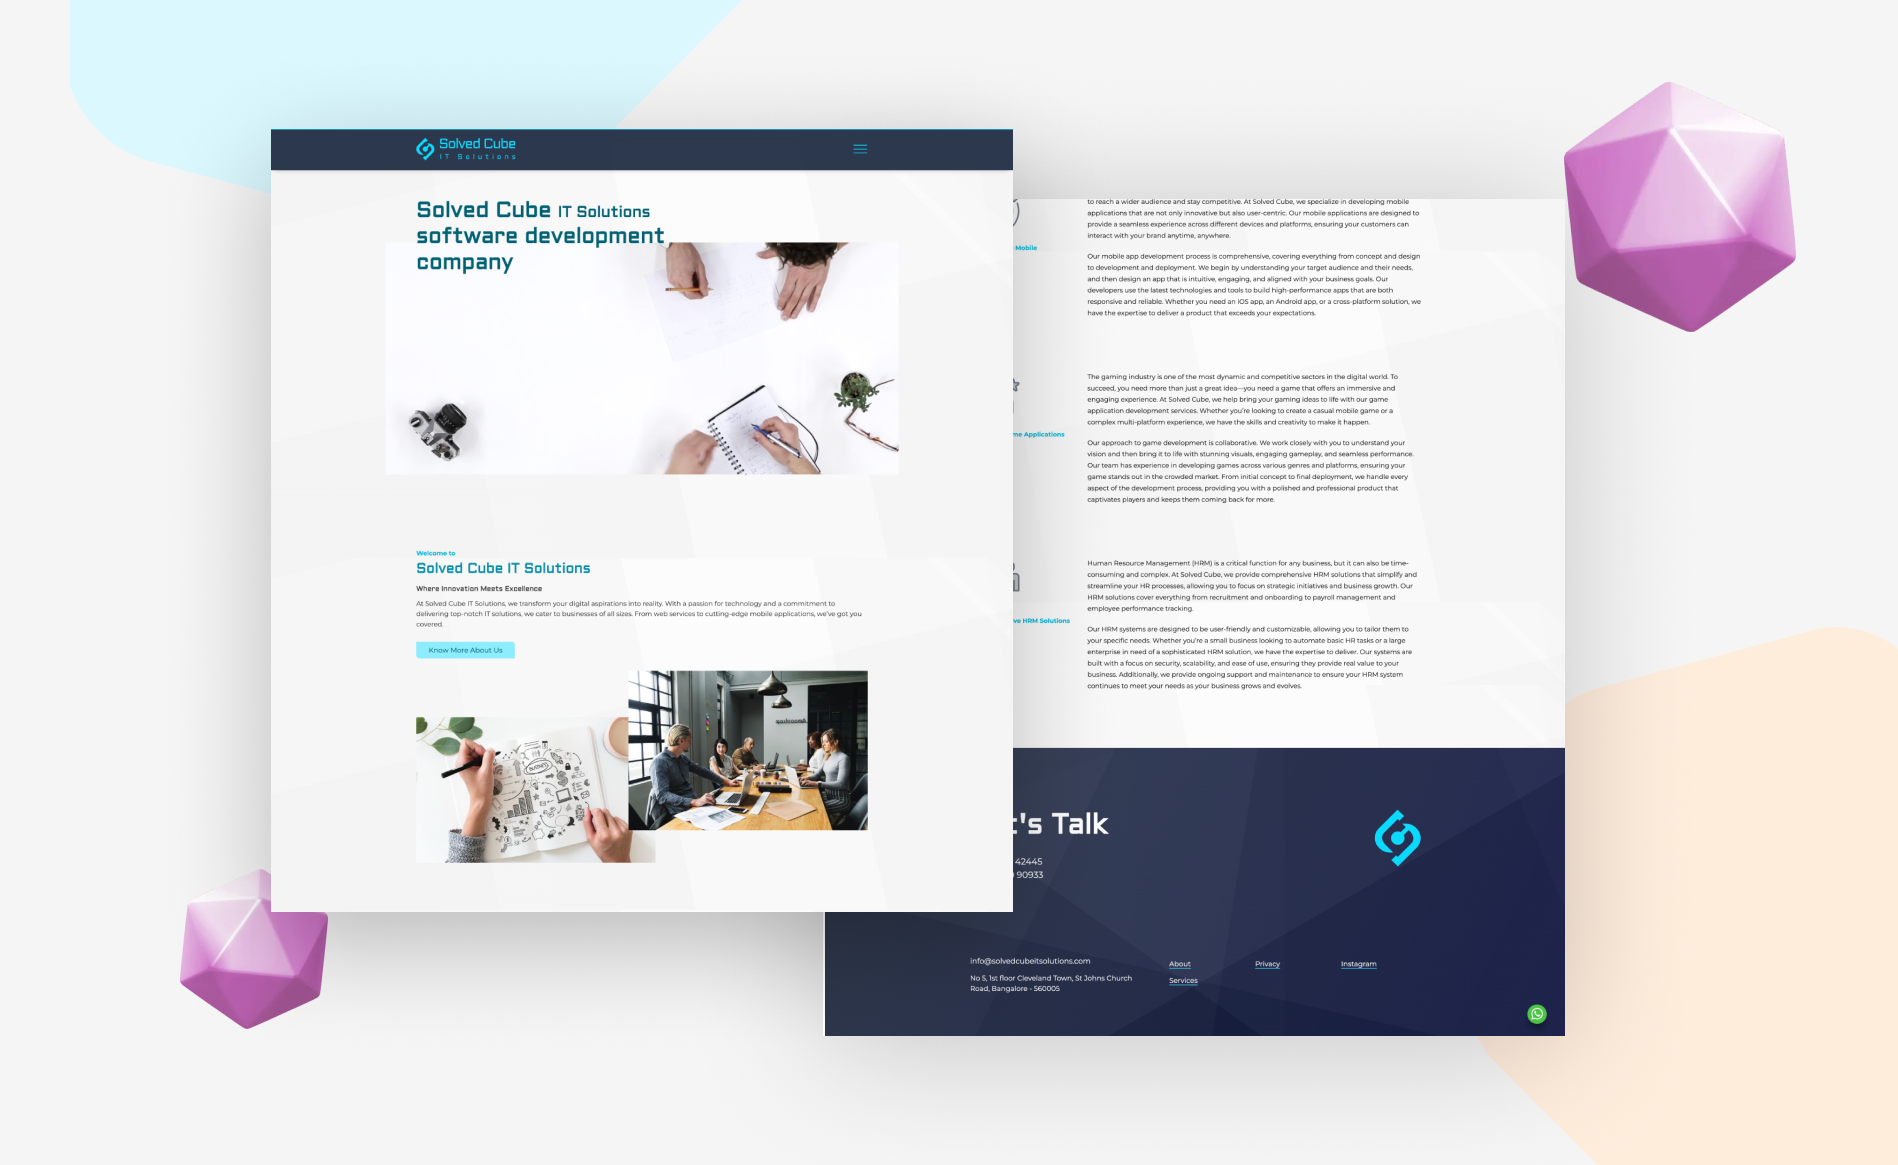 Solved Cube
IT Solutions
Solved Cube IT Solutions
software development
company
Welcome to
Solved Cube IT Solutions
Where Innovation Meets Excellence
At Solved Cube IT Solutions, we transform your digital aspirations into reality. With a passion for technology and a commitment to
delivering top-notch IT solutions, we cater to businesses of all sizes. From web services to cutting-edge mobile applications, we've got you
covered.
Know More About Us
BUSINESS
to reach a wider audience and stay competitive. At Solved Cube, we specialize in developing mobile
applications that are not only innovative but also user-centric. Our mobile applications are designed to
provide a seamless experience across different devices and platforms, ensuring your customers can
interact with your brand anytime, anywhere.
Mobile
Our mobile app development process is comprehensive, covering everything from concept and design
to development and deployment. We begin by understanding your target audience and their needs,
and then design an app that is intuitive, engaging, and aligned with your business goals. Our
developers use the latest technologies and tools to build high-performance apps that are both
responsive and reliable. Whether you need an iOS app, an Android app, or a cross-platform solution, we
have the expertise to deliver a product that exceeds your expectations.
The gaming industry is one of the most dynamic and competitive sectors in the digital world. To
succeed, you need more than just a great idea—you need a game that offers an immersive and
engaging experience. At Solved Cube, we help bring your gaming ideas to life with our game
application development services. Whether you're looking to create a casual mobile game or a
complex multi-platform experience, we have the skills and creativity to make it happen.
me Applications
Our approach to game development is collaborative. We work closely with you to understand your
vision and then bring it to life with stunning visuals, engaging gameplay, and seamless performance.
Our team has experience in developing games across various genres and platforms, ensuring your
game stands out in the crowded market. From initial concept to final deployment, we handle every
aspect of the development process, providing you with a polished and professional product that
captivates players and keeps them coming back for more.
Human Resource Management (HRM) is a critical function for any business, but it can also be time-
consuming and complex. At Solved Cube, we provide comprehensive HRM solutions that simplify and
streamline your HR processes, allowing you to focus on strategic initiatives and business growth. Our
HRM solutions cover everything from recruitment and onboarding to payroll management and
employee performance tracking.
ve HRM Solutions
Our HRM systems are designed to be user-friendly and customizable, allowing you to tailor them to
your specific needs. Whether you're a small business looking to automate basic HR tasks or a large
enterprise in need of a sophisticated HRM solution, we have the expertise to deliver. Our systems are
built with a focus on security, scalability, and ease of use, ensuring they provide real value to your
business. Additionally, we provide ongoing support and maintenance to ensure your HRM system
continues to meet your needs as your business grows and evolves.
t's Talk
42445
90933
info@solvedcubeitsolutions.com
No 5, 1st floor Cleveland Town, St Johns Church
Road, Bangalore - 560005
About
Services
Privacy
Instagram